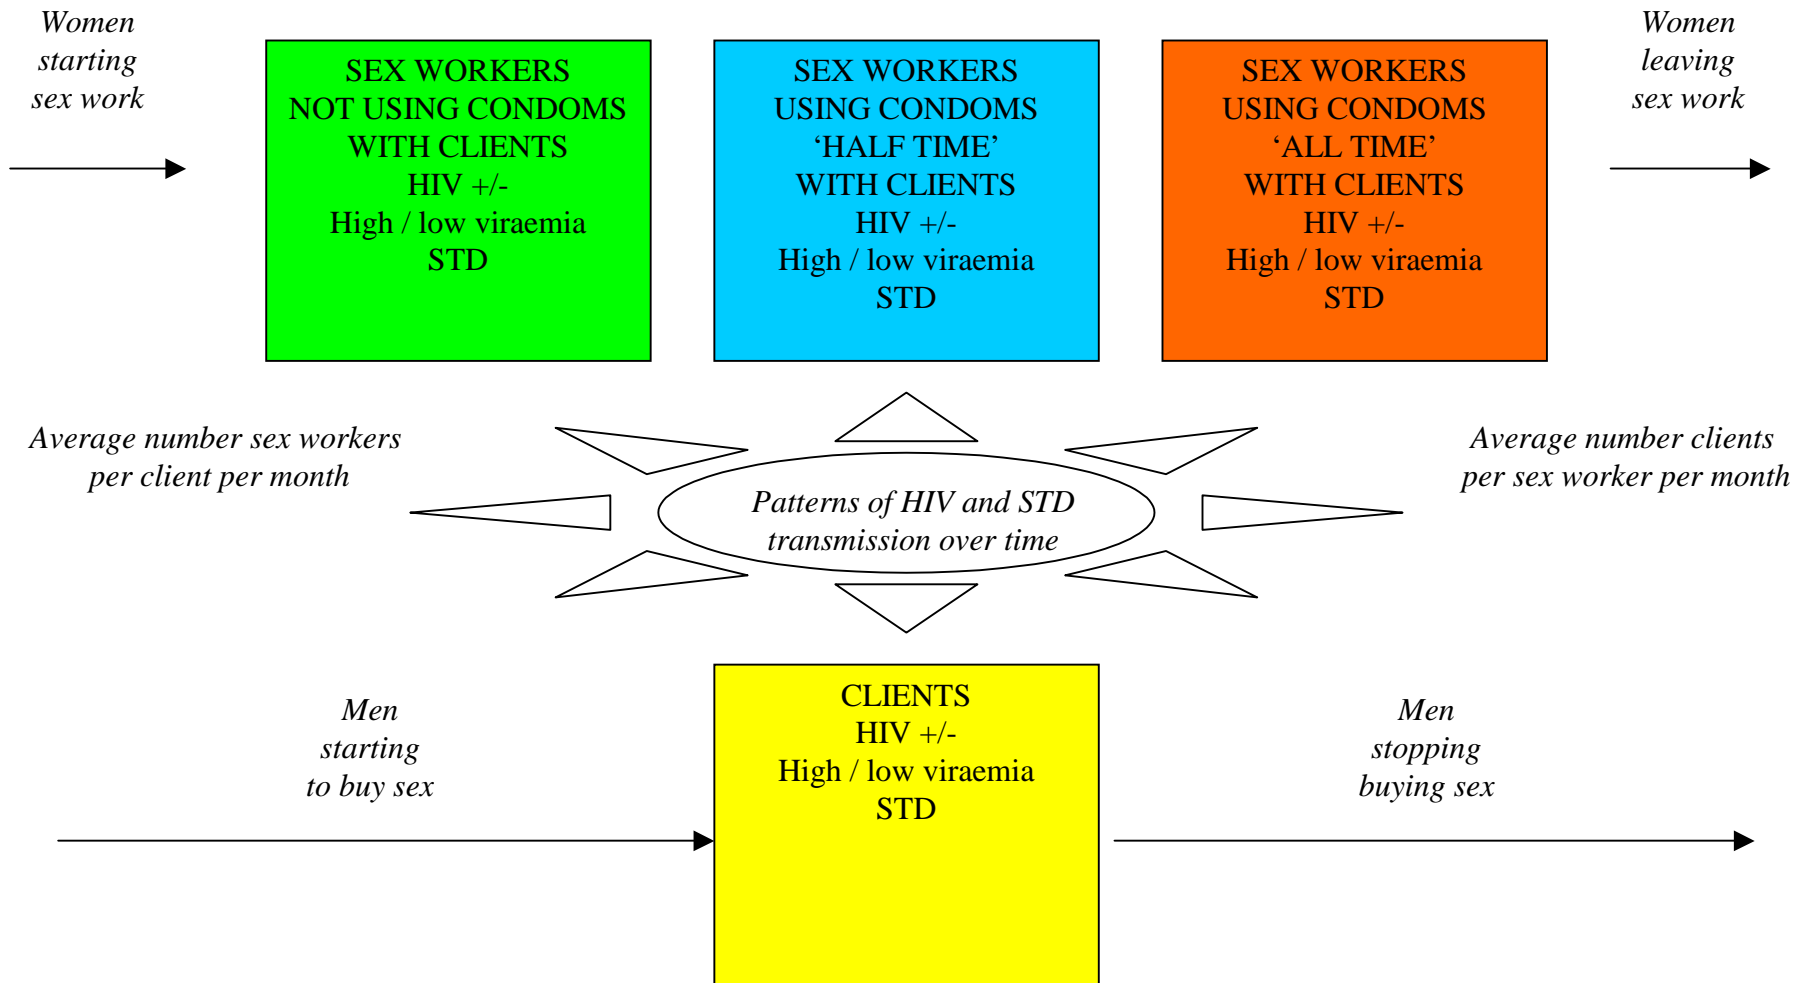 Women
starting
sex work
SEX WORKERS
NOT USING CONDOMS
WITH CLIENTS
HIV +/-
High / low viraemia
STD
SEX WORKERS
USING CONDOMS
‘HALF TIME’
WITH CLIENTS
HIV +/-
High / low viraemia
STD
SEX WORKERS
USING CONDOMS
‘ALL TIME’
WITH CLIENTS
HIV +/-
High / low viraemia
STD
Women
leaving
sex work
Average number sex workers
per client per month
Patterns of HIV and STD
transmission over time
Average number clients
per sex worker per month
Men
starting
to buy sex
CLIENTS
HIV +/-
High / low viraemia
STD
Men
stopping
buying sex